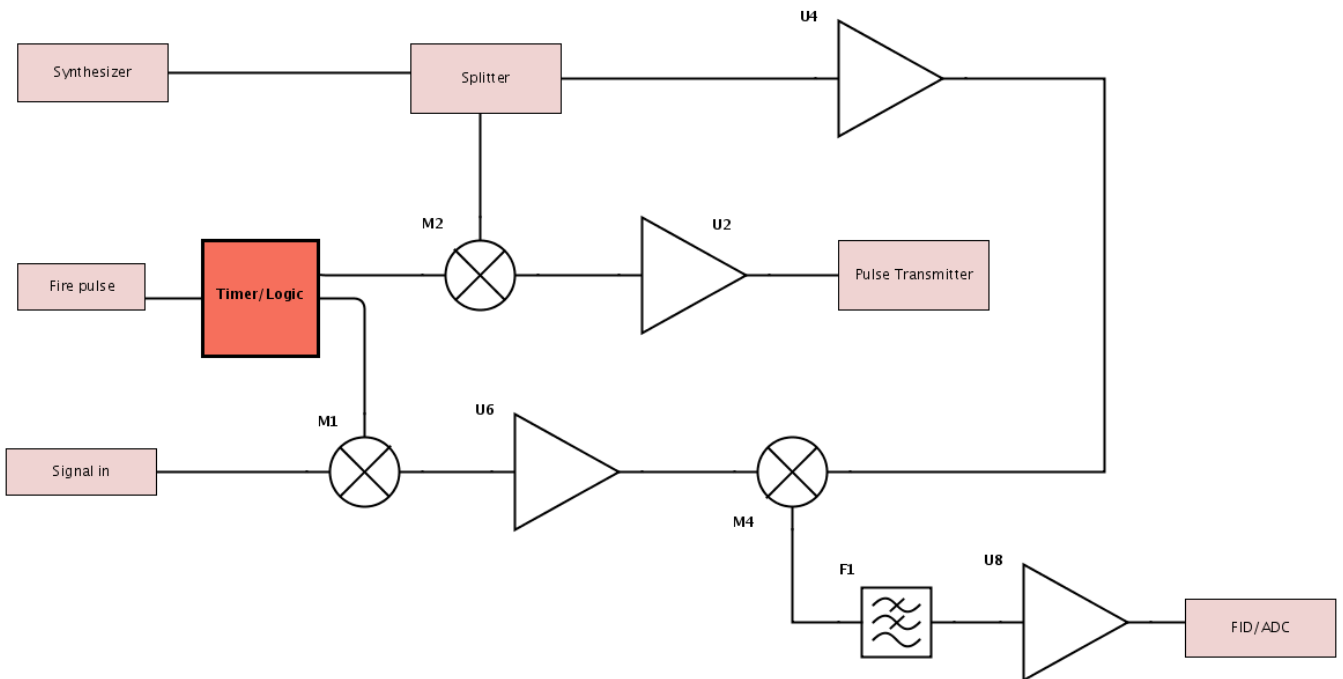 U4
Synthesizer
Splitter
M2
U2
Fire pulse
Timer/Logic
Pulse Transmitter
M1
U6
Signal in
M4
F1
U8
FID/ADC